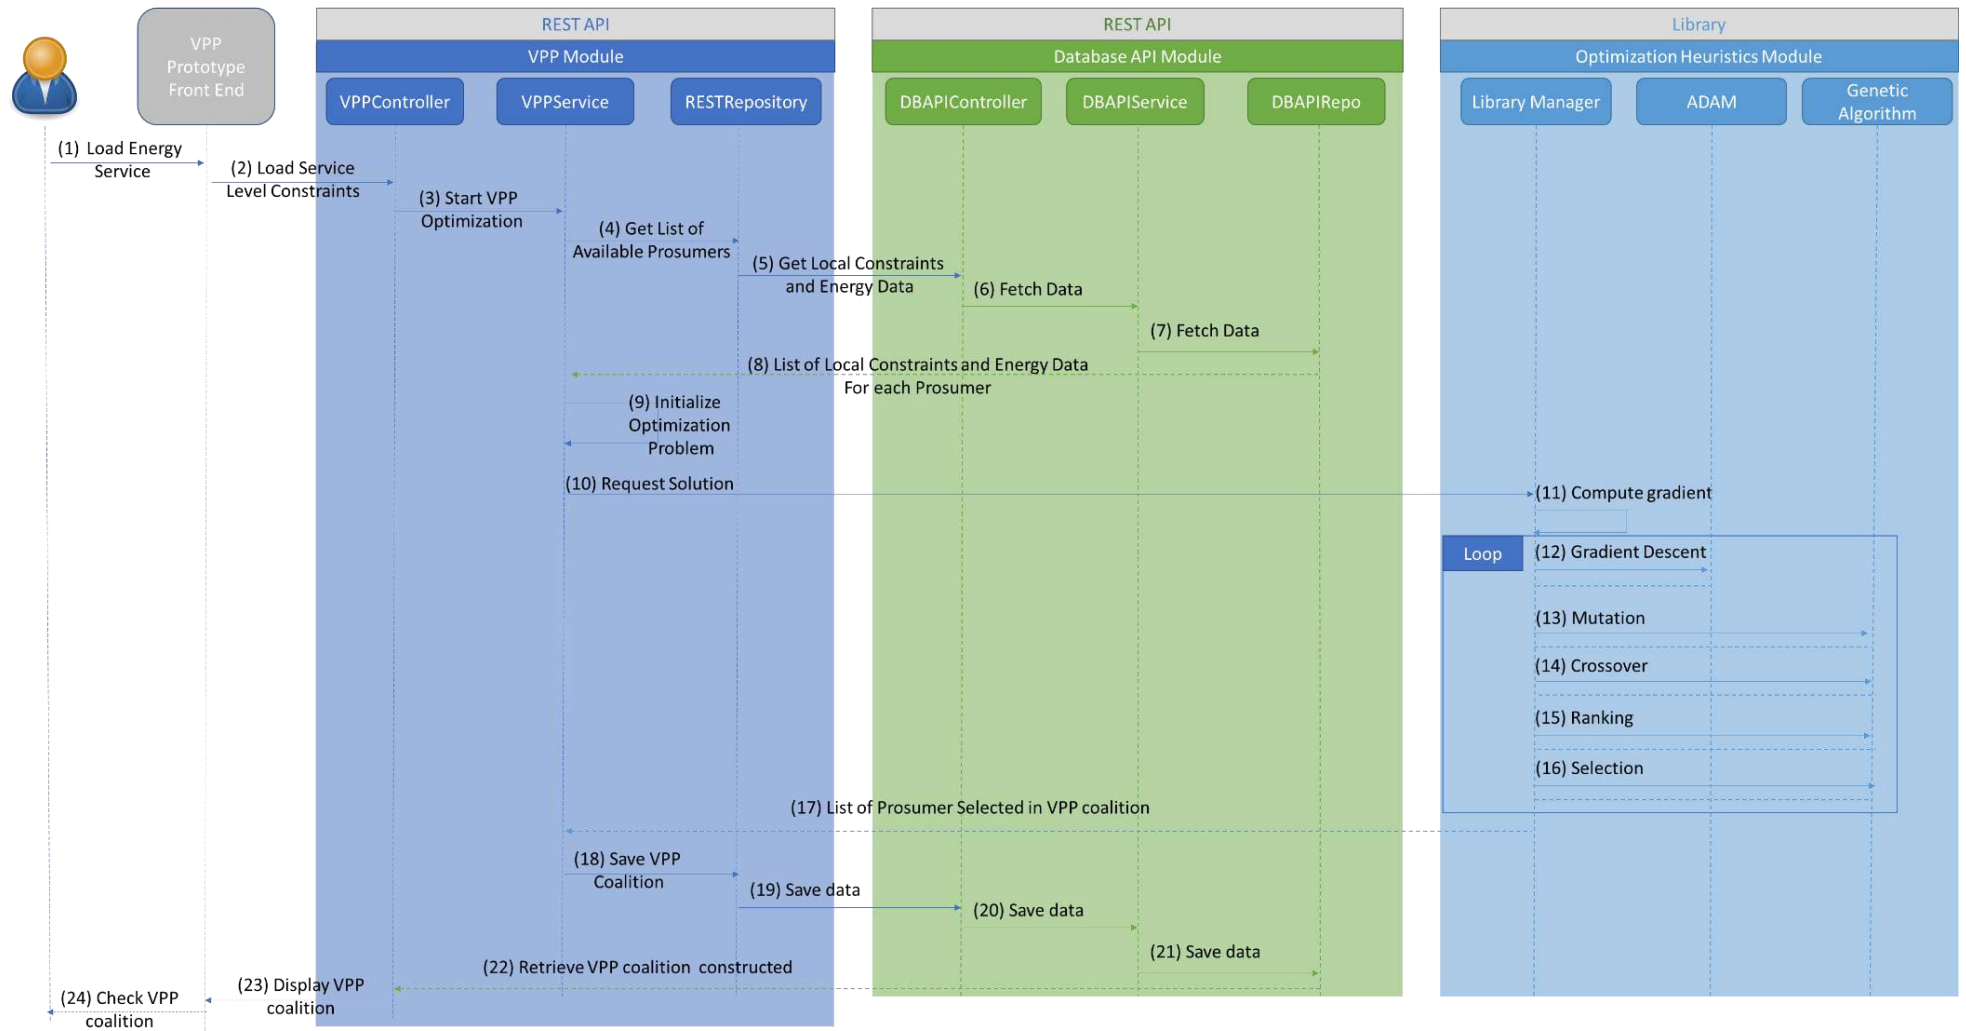 REST API
REST API
Library
VPP
Prototype
Front End
VPP Module
Database API Module
Optimization Heuristics Module
VPPController
VPPService
RESTRepository
DBAPIController
DBAPIService
DBAPIRepo
Library Manager
ADAM
Genetic
Algorithm
(1) Load Energy
Service
(2) Load Service
Level Constraints
(3) Start VPP
Optimization
(4) Get List of
Available Prosumers
(5) Get Local Constraints
and Energy Data
(6) Fetch Data
(7) Fetch Data
(8) List of Local Constraints and Energy Data
For each Prosumer
(9) Initialize
Optimization
Problem
(10) Request Solution
(11) Compute gradient
Loop
(12) Gradient Descent
(13) Mutation
(14) Crossover
(15) Ranking
(16) Selection
(17) List of Prosumer Selected in VPP coalition
(18) Save VPP
Coalition
(19) Save data
(20) Save data
(21) Save data
(22) Retrieve VPP coalition constructed
(23) Display VPP
coalition
(24) Check VPP
coalition